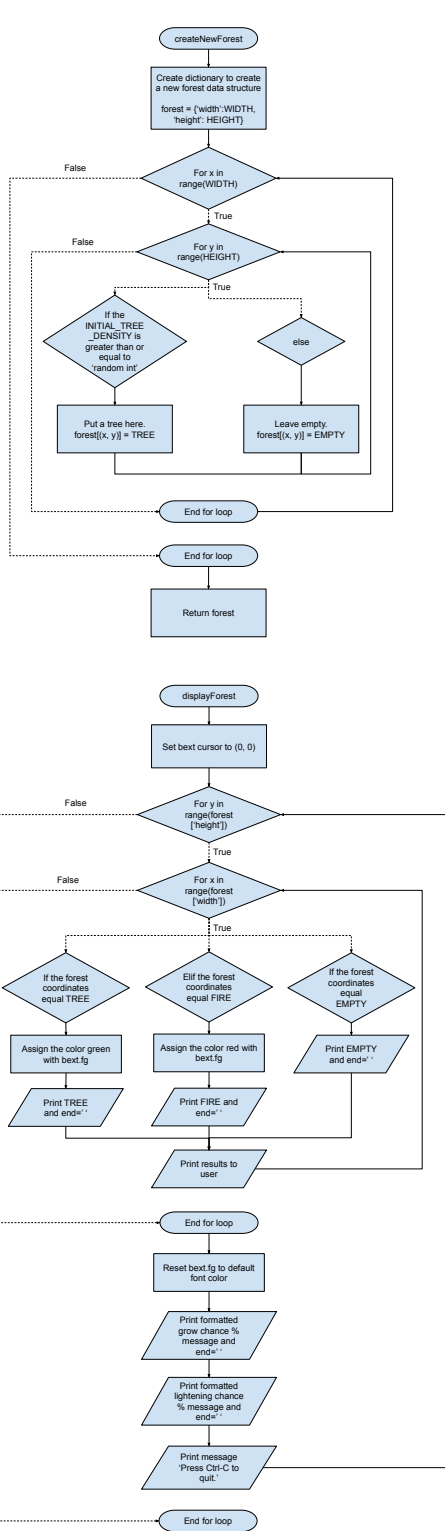 createNewForest
Create dictionary to create
a new forest data structure
forest = {'width':WIDTH,
'height': HEIGHT}
False
For x in
range(WIDTH)
True
False
For y in
range(HEIGHT)
True
If the
INITIAL_TREE
_DENSITY is
greater than or
equal to
'random int'
else
Put a tree here.
forest[(x, y)] = TREE
Leave empty.
forest[(x, y)] = EMPTY
End for loop
End for loop
Return forest
displayForest
Set bext cursor to (0, 0)
False
For y in
range(forest
['height'])
True
False
For x in
range(forest
['width'])
True
If the forest
coordinates
equal TREE
Elif the forest
coordinates
equal FIRE
If the forest
coordinates
equal
EMPTY
Assign the color green
with bext.fg
Assign the color red with
bext.fg
Print EMPTY
and end=' '
Print TREE
and end=' '
Print FIRE and
end=' '
Print results to
user
End for loop
Reset bext.fg to default
font color
Print formatted
grow chance %
message and
end=' '
Print formatted
lightening chance
% message and
end=' '
Print message
'Press Ctrl-C to
quit.'
End for loop